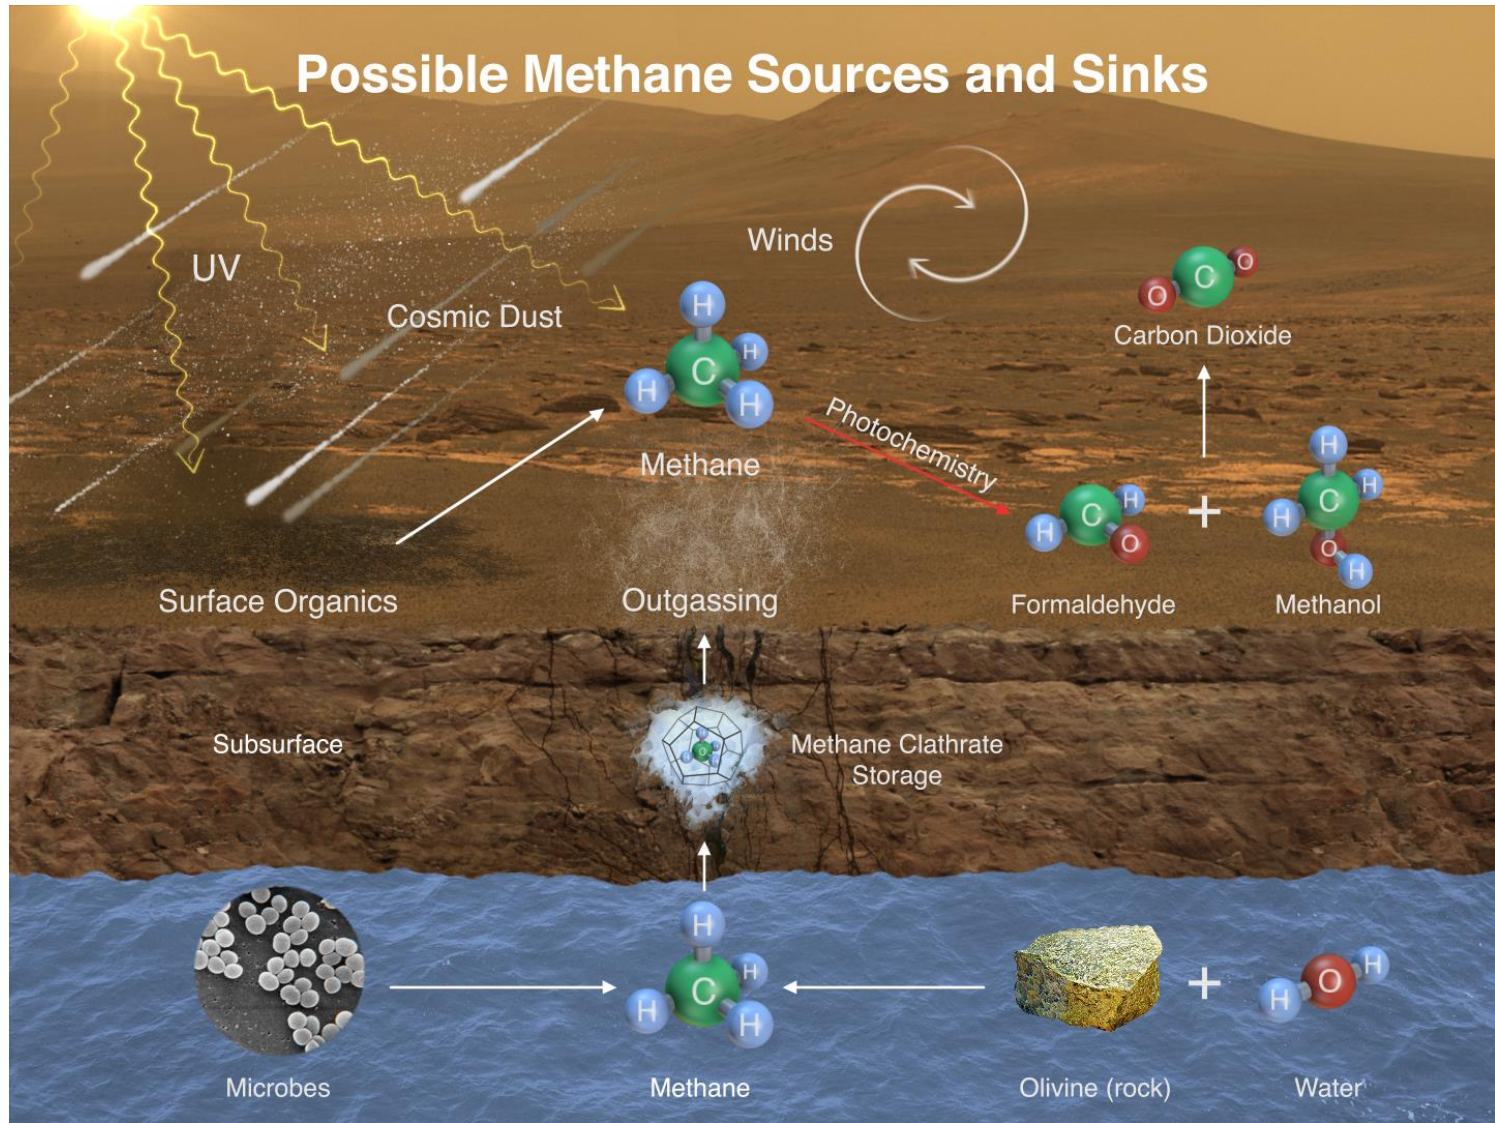 Possible Methane Sources and Sinks
UV
Cosmic Dust
Winds
H
H
H
H
C
Methane
Photochemistry
O
C
O
Carbon Dioxide
H
C
H
O
Formaldehyde
+
H
C
H
H
O
H
Methanol
Surface Organics
Outgassing
Subsurface
Methane Clathrate
Storage
H
H
H
H
C
Microbes
Methane
Olivine (rock)
+
H
O
H
Water